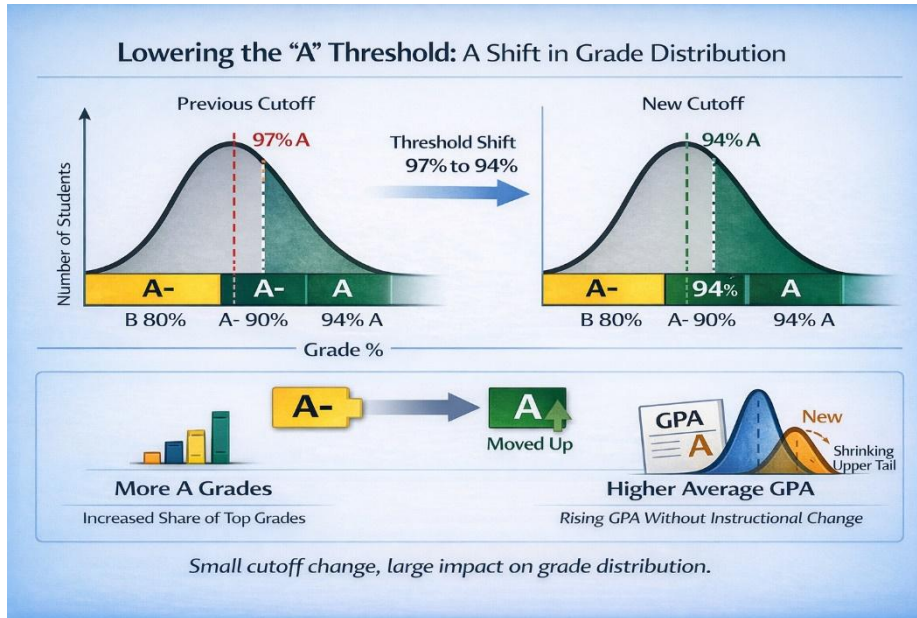 Lowering the “A” Threshold: A Shift in Grade Distribution
Previous Cutoff
97% A
Number of Students
A-
A-
A
B 80%
A- 90%
94% A
Grade %
Threshold Shift
97% to 94%
New Cutoff
94% A
A-
94%
A
B 80%
A- 90%
94% A
A-
A
Moved Up
More A Grades
Increased Share of Top Grades
GPA
A
New
Shrinking
Upper Tail
Higher Average GPA
Rising GPA Without Instructional Change
Small cutoff change, large impact on grade distribution.